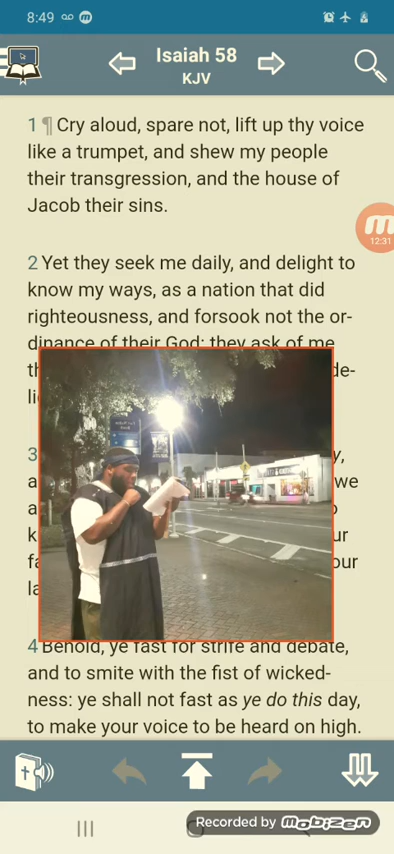 8:49
Isaiah 58
KJV
1 ¶ Cry aloud, spare not, lift up thy voice
like a trumpet, and shew my people
their transgression, and the house of
Jacob their sins.
12:31
2 Yet they seek me daily, and delight to
know my ways, as a nation that did
righteousness, and forsook not the or-
dinance of their God: they ask of me
th de-
li
3 y,
a we
a o
k ur
fa our
la
4 Behold, ye fast for strife and debate,
and to smite with the fist of wicked-
ness: ye shall not fast as ye do this day,
to make your voice to be heard on high.
Recorded by mobizen